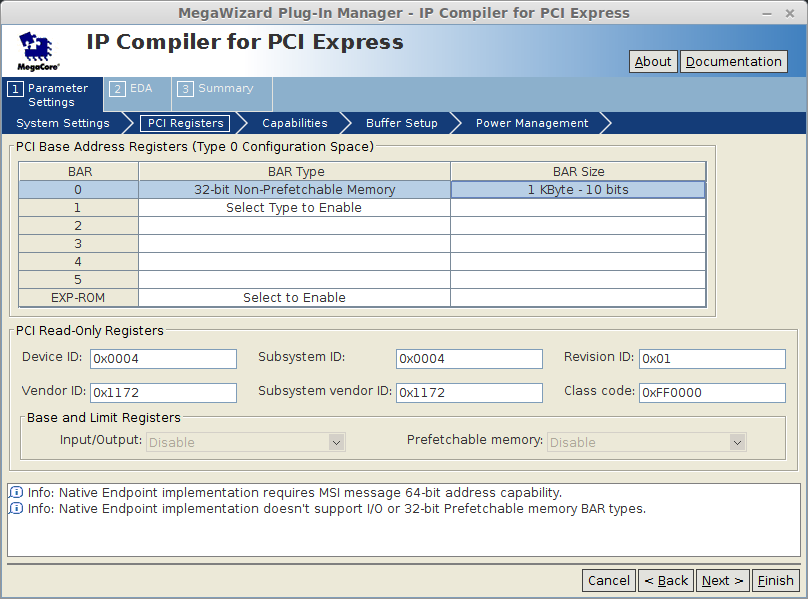 MegaWizard Plug-In Manager - IP Compiler for PCI Express
MegaCore®
IP Compiler for PCI Express
About Documentation
1 Parameter Settings
2 EDA
3 Summary
System Settings PCI Registers Capabilities Buffer Setup Power Management
PCI Base Address Registers (Type 0 Configuration Space)
BAR BAR Type BAR Size
0 32-bit Non-Prefetchable Memory 1 KByte - 10 bits
1 Select Type to Enable
2
3
4
5
EXP-ROM Select to Enable
PCI Read-Only Registers
Device ID: 0x0004 Subsystem ID: 0x0004 Revision ID: 0x01
Vendor ID: 0x1172 Subsystem vendor ID: 0x1172 Class code: 0xFF0000
Base and Limit Registers
Input/Output: Disable Prefetchable memory: Disable
Info: Native Endpoint implementation requires MSI message 64-bit address capability.
Info: Native Endpoint implementation doesn't support I/O or 32-bit Prefetchable memory BAR types.
Cancel < Back Next > Finish